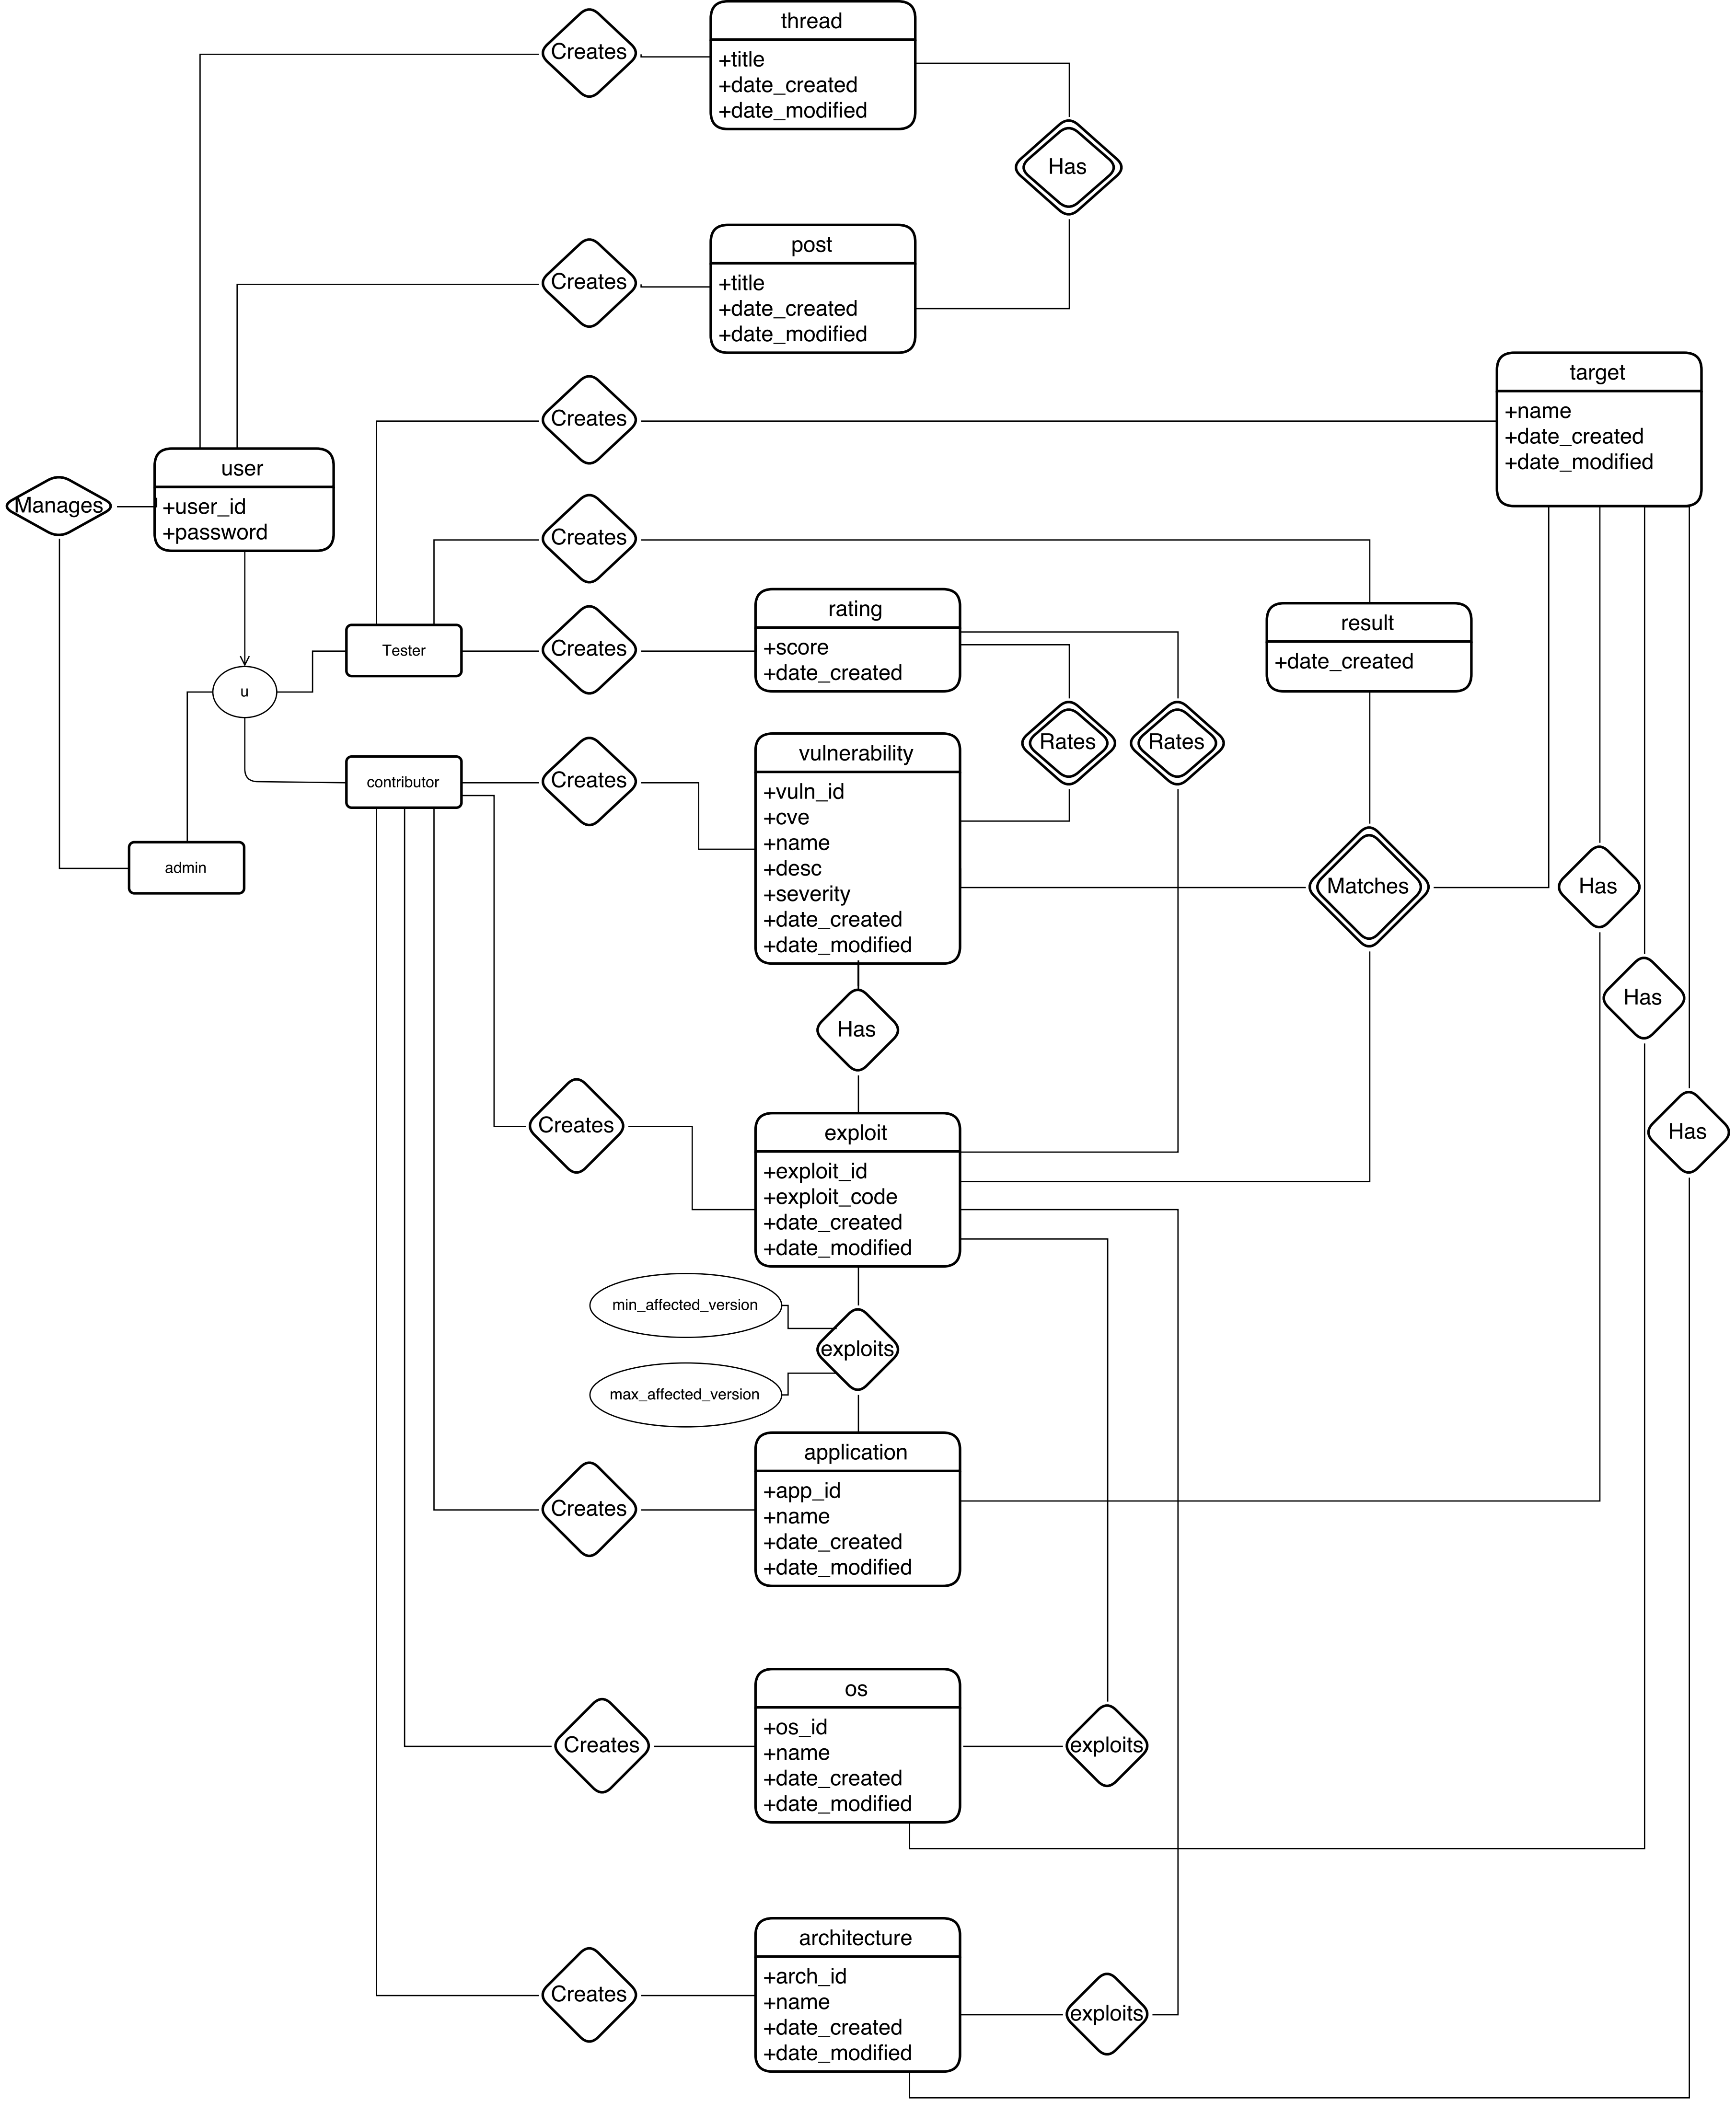 thread
Creates
+title
+date_created
+date_modified
Has
post
Creates
+title
+date_created
+date_modified
target
+name
+date_created
+date_modified
Creates
user
+user_id
+password
Manages
Creates
rating
+score
+date_created
result
+date_created
Tester
Creates
u
Rates
Rates
vulnerability
+vuln_id
+cve
+name
+desc
+severity
+date_created
+date_modified
contributor
Creates
admin
Matches
Has
Has
Has
Has
exploit
+exploit_id
+exploit_code
+date_created
+date_modified
Creates
min_affected_version
exploits
max_affected_version
application
+app_id
+name
+date_created
+date_modified
Creates
os
+os_id
+name
+date_created
+date_modified
Creates
exploits
architecture
+arch_id
+name
+date_created
+date_modified
Creates
exploits